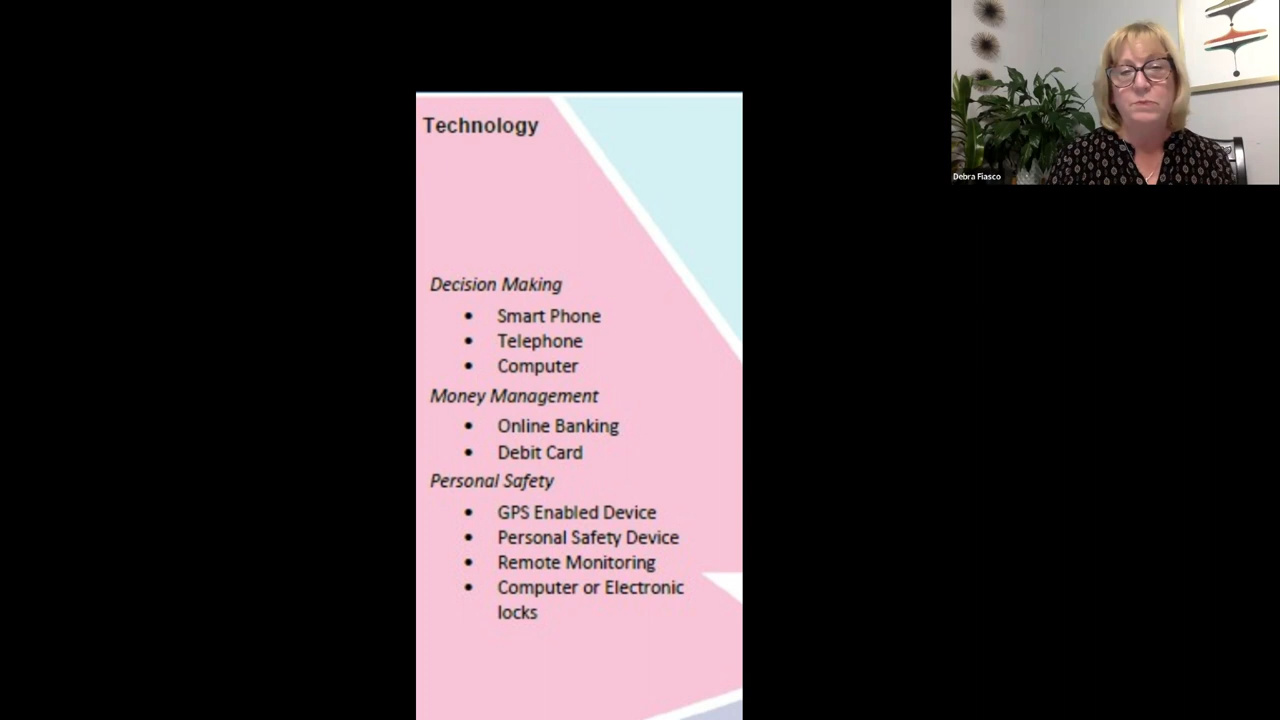 Technology
Decision Making
• Smart Phone
• Telephone
• Computer
Money Management
• Online Banking
• Debit Card
Personal Safety
• GPS Enabled Device
• Personal Safety Device
• Remote Monitoring
• Computer or Electronic
locks
Debra Fiasco